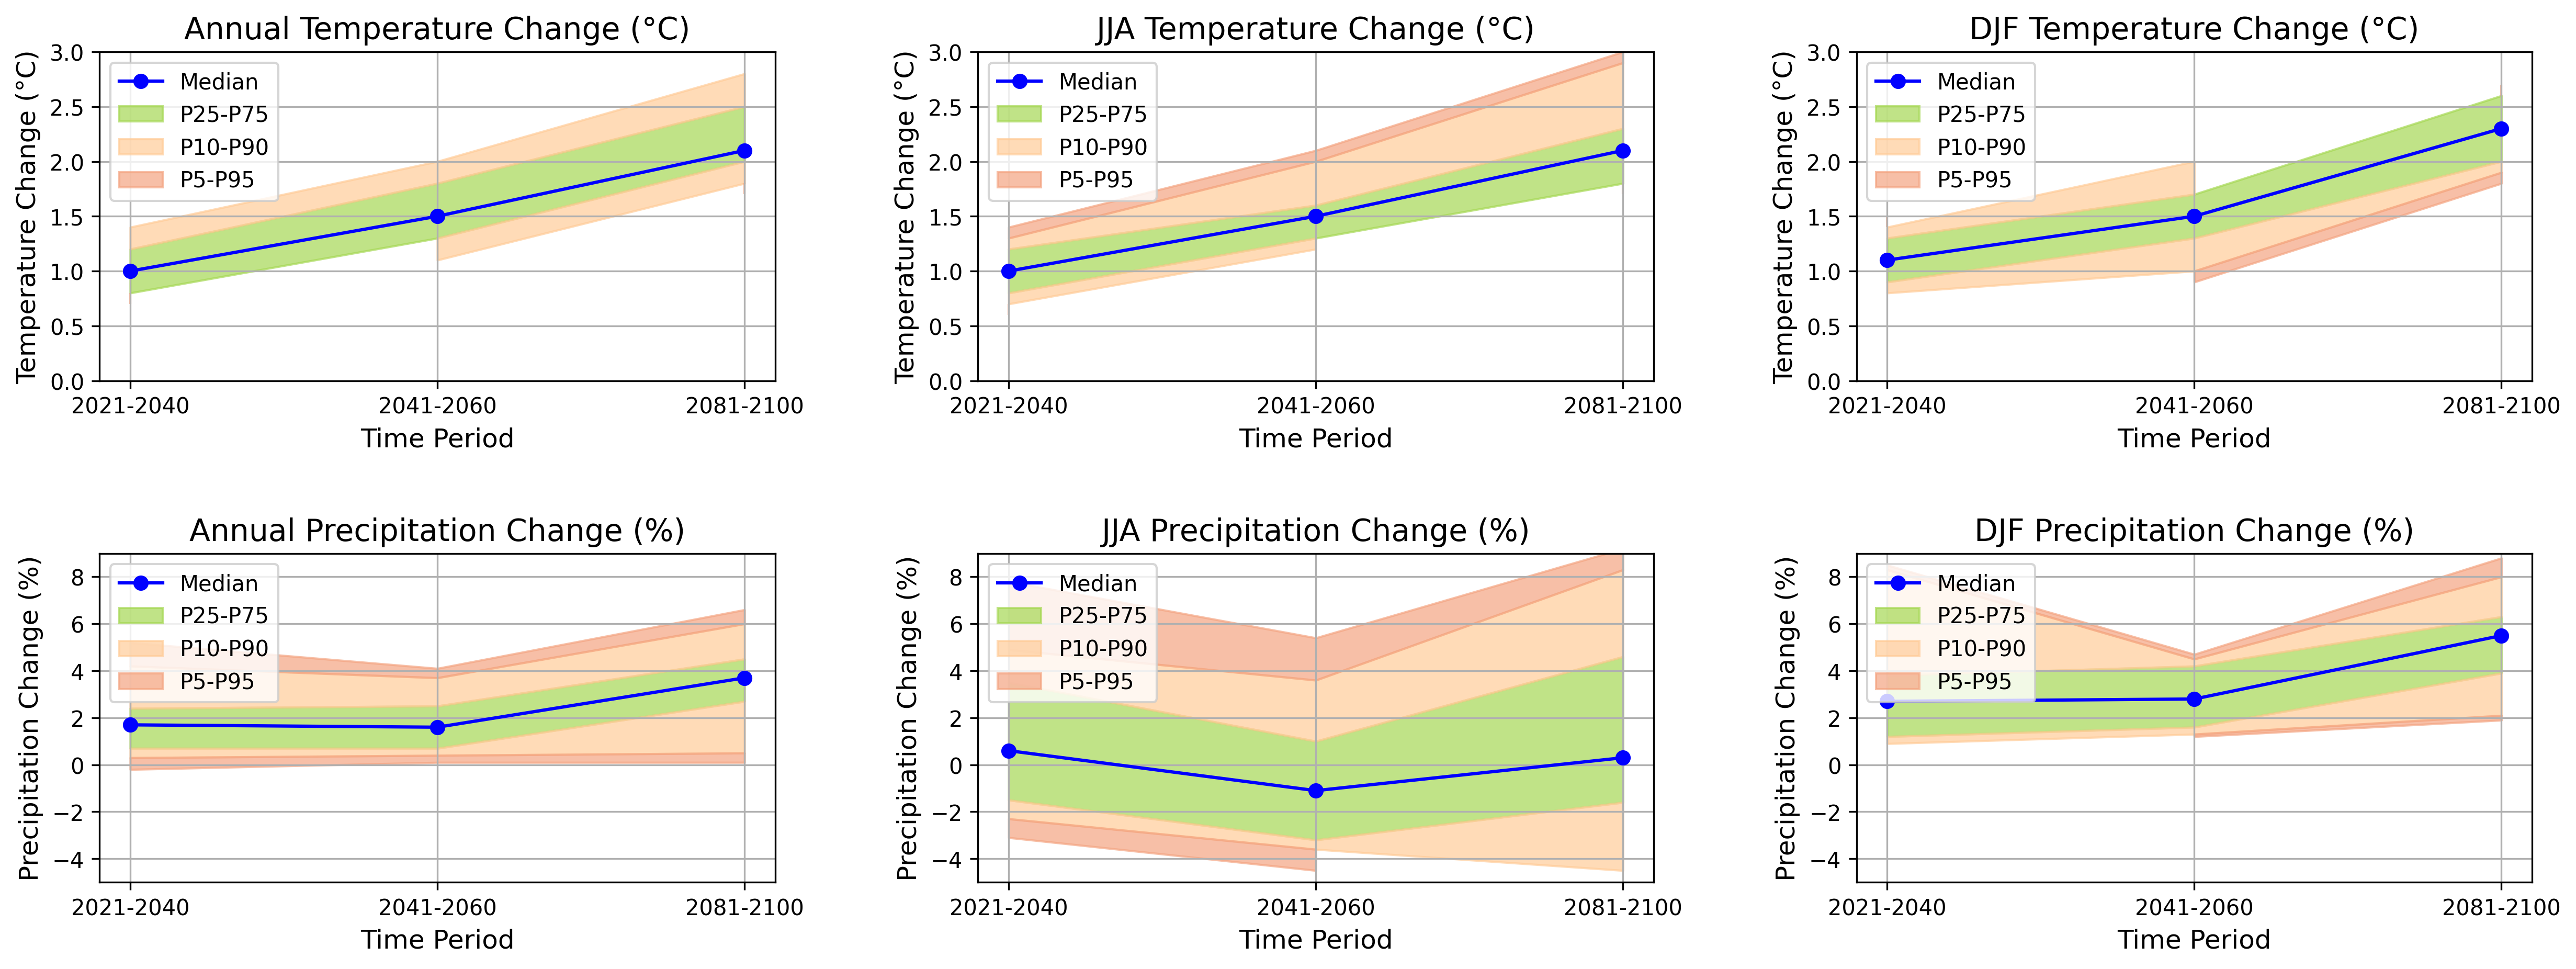 Annual Temperature Change (°C)
Temperature Change (°C)
3.0
2.5
2.0
1.5
1.0
0.5
0.0
Median
P25-P75
P10-P90
P5-P95
2021-2040 2041-2060 2081-2100
Time Period
JJA Temperature Change (°C)
Temperature Change (°C)
3.0
2.5
2.0
1.5
1.0
0.5
0.0
Median
P25-P75
P10-P90
P5-P95
2021-2040 2041-2060 2081-2100
Time Period
DJF Temperature Change (°C)
Temperature Change (°C)
3.0
2.5
2.0
1.5
1.0
0.5
0.0
Median
P25-P75
P10-P90
P5-P95
2021-2040 2041-2060 2081-2100
Time Period
Annual Precipitation Change (%)
Precipitation Change (%)
8
6
4
2
0
−2
−4
Median
P25-P75
P10-P90
P5-P95
2021-2040 2041-2060 2081-2100
Time Period
JJA Precipitation Change (%)
Precipitation Change (%)
8
6
4
2
0
−2
−4
Median
P25-P75
P10-P90
P5-P95
2021-2040 2041-2060 2081-2100
Time Period
DJF Precipitation Change (%)
Precipitation Change (%)
8
6
4
2
0
−2
−4
Median
P25-P75
P10-P90
P5-P95
2021-2040 2041-2060 2081-2100
Time Period